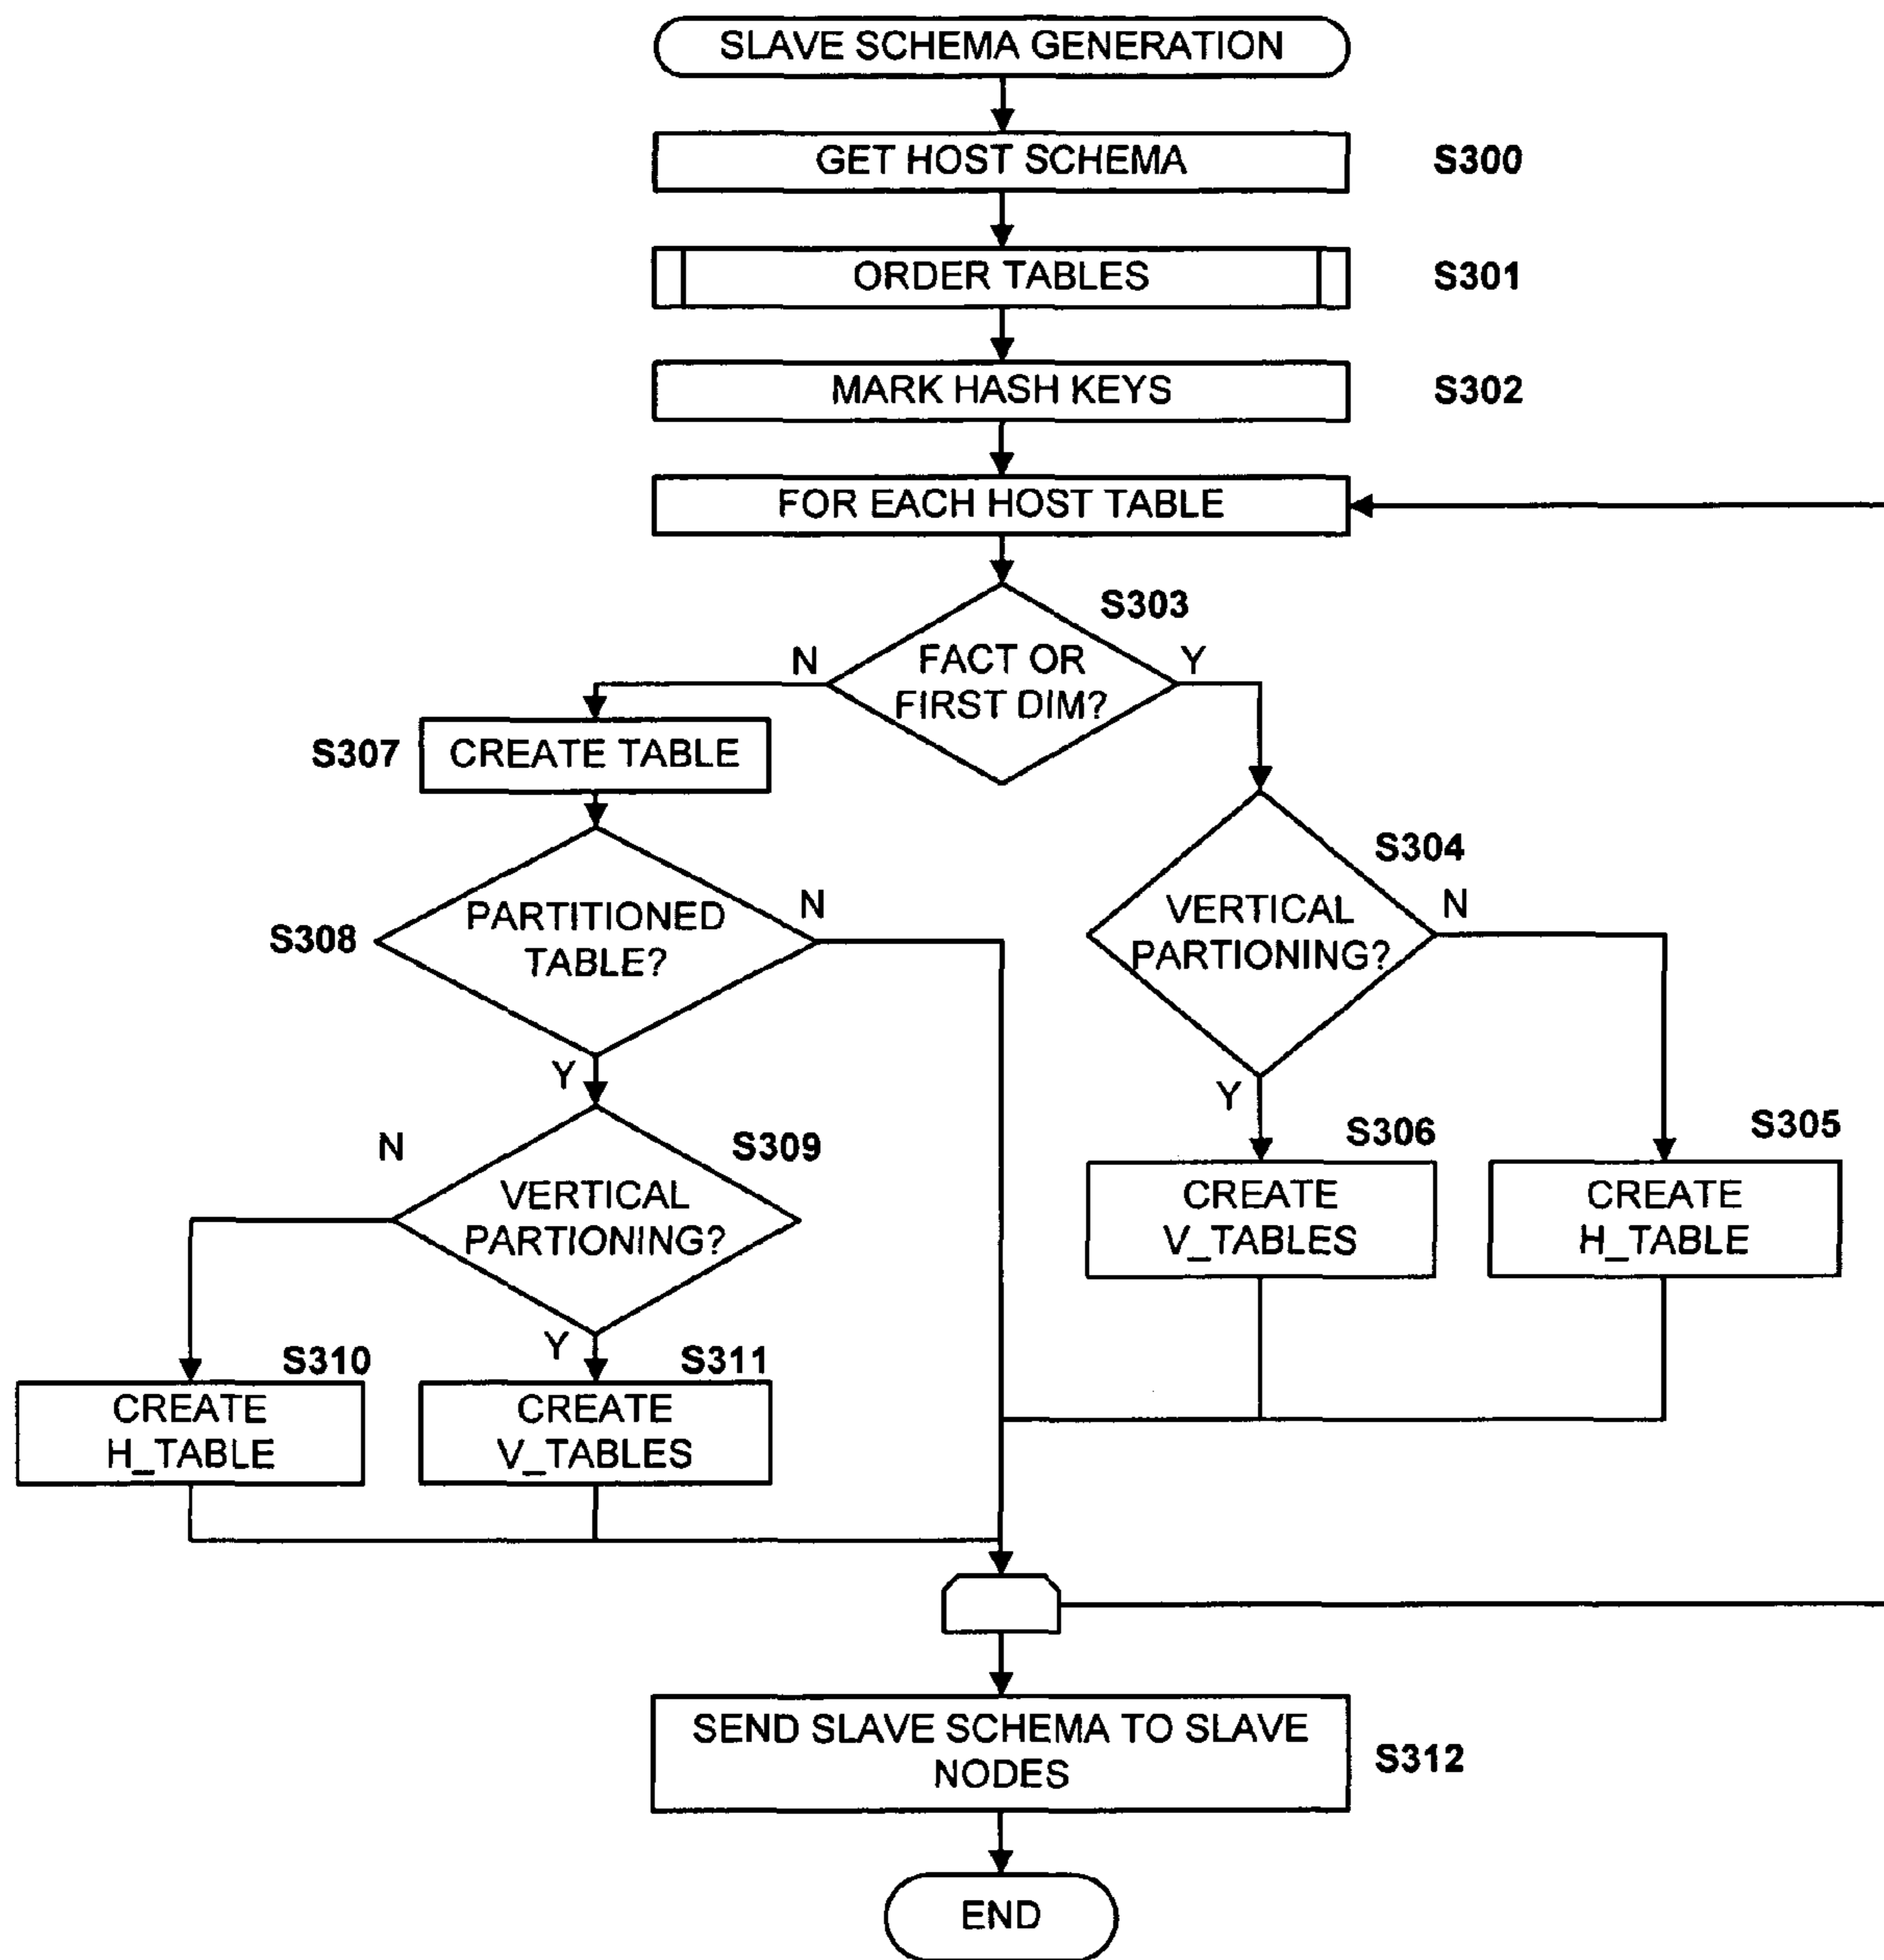 SLAVE SCHEMA GENERATION
GET HOST SCHEMA
S300
ORDER TABLES
S301
MARK HASH KEYS
S302
FOR EACH HOST TABLE
S303
N
FACT OR
FIRST DIM?
Y
S307
CREATE TABLE
S304
S308
PARTITIONED
TABLE?
N
VERTICAL
PARTIONING?
N
Y
Y
N
S309
VERTICAL
PARTIONING?
S306
S305
CREATE
V_TABLES
CREATE
H_TABLE
Y
S310
S311
CREATE
H_TABLE
CREATE
V_TABLES
SEND SLAVE SCHEMA TO SLAVE
NODES
S312
END